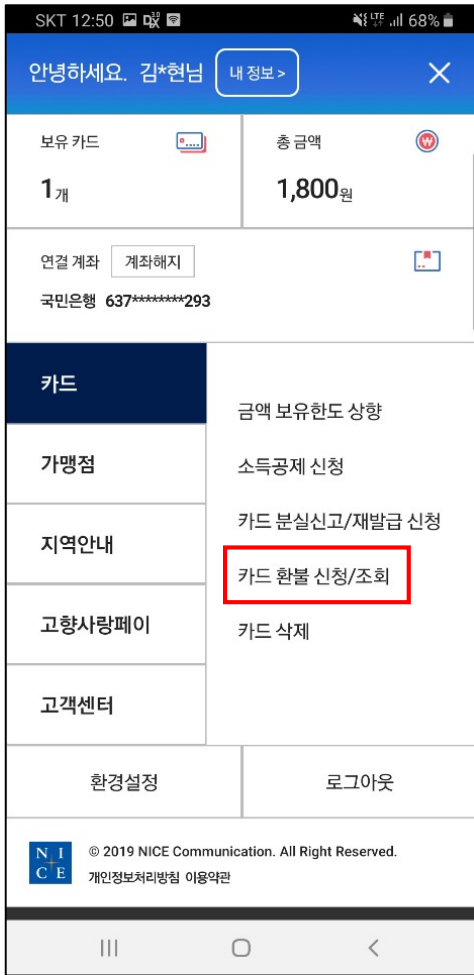 SKT 12:50 68%
안녕하세요. 김*현님 내 정보 >
보유 카드
1개
총 금액
1,800원
연결 계좌 계좌해지
국민은행 637********293
카드
가맹점
지역안내
고향사랑페이
고객센터
금액 보유한도 상향
소득공제 신청
카드 분실신고/재발급 신청
카드 환불 신청/조회
카드 삭제
환경설정 로그아웃
N I
C E
© 2019 NICE Communication. All Right Reserved.
개인정보처리방침 이용약관